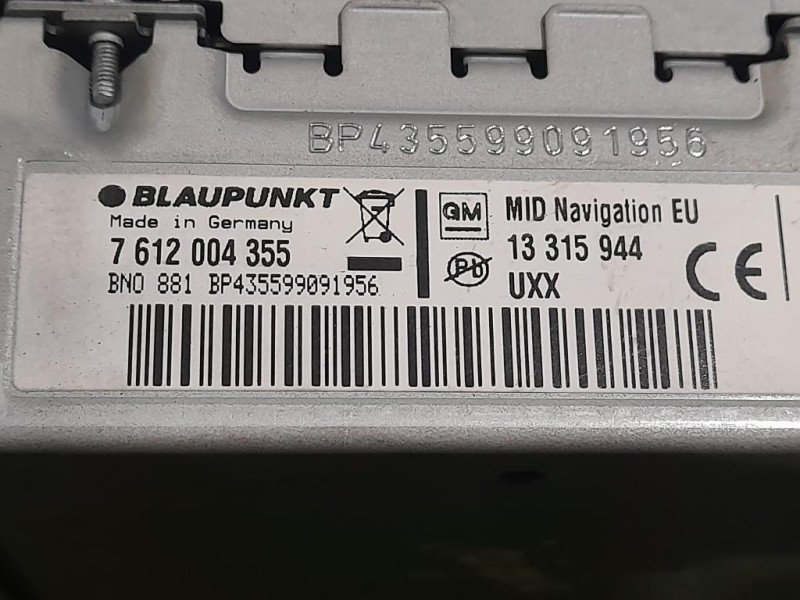 BP435599091956
BLAUPUNKT
Made in Germany
7 612 004 355
BNO 881 BP435599091956
GM
MID Navigation EU
13 315 944
Pb
UXX
CE